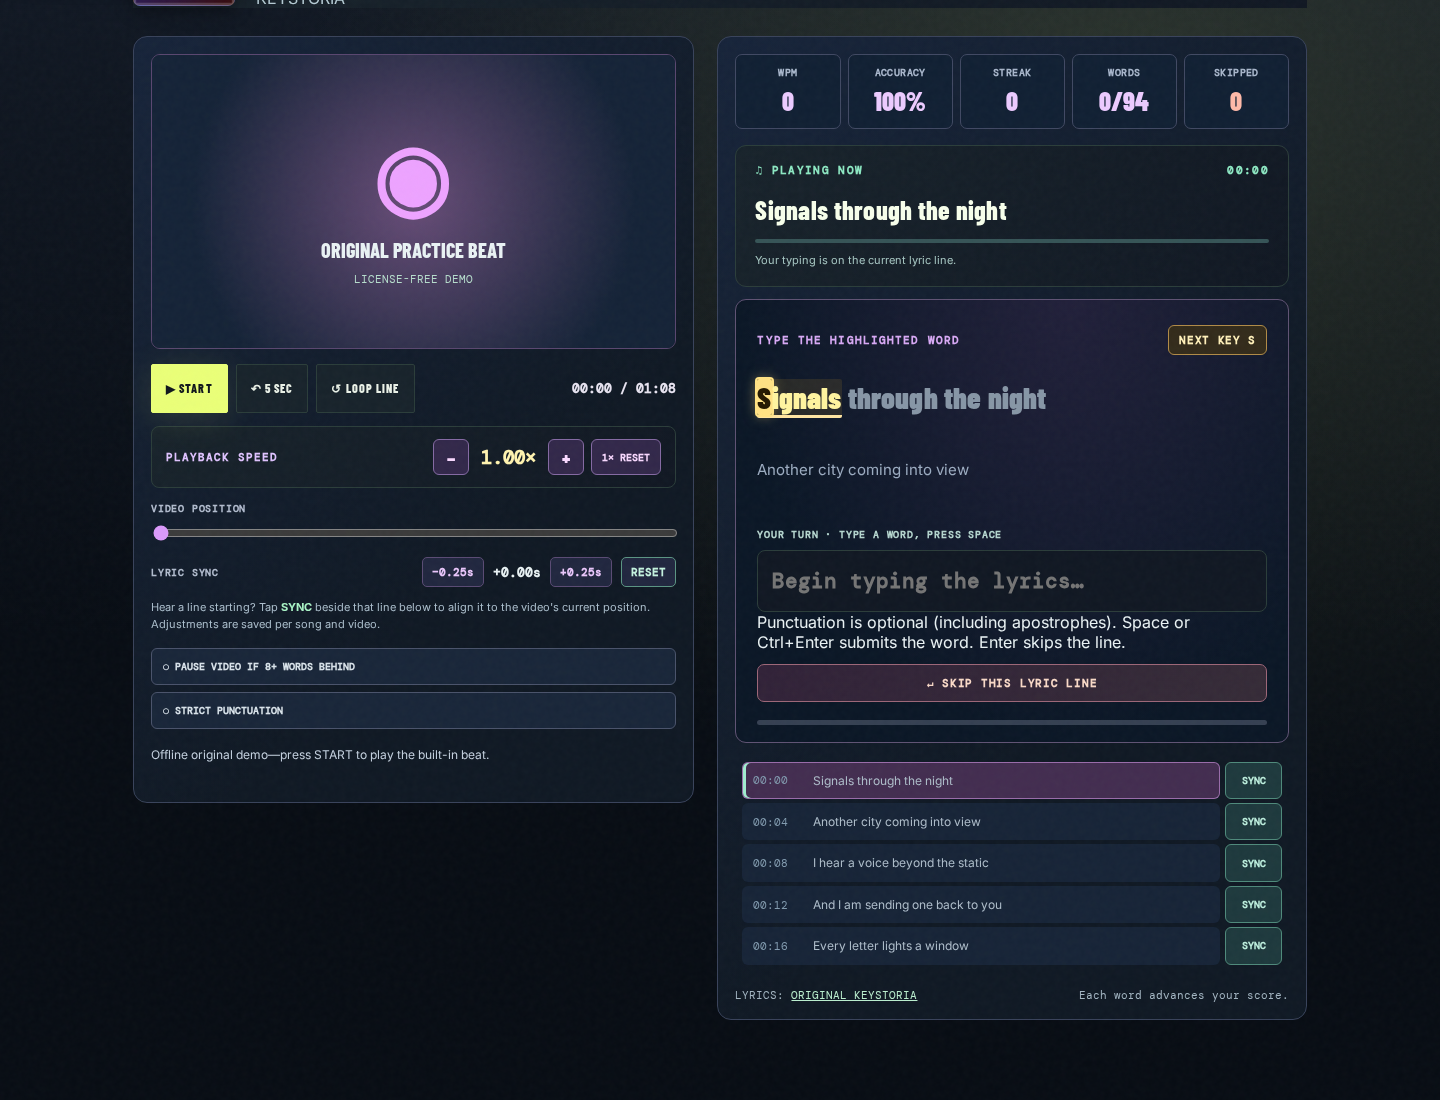 KEYSTORIA
ORIGINAL PRACTICE BEAT
LICENSE-FREE DEMO
▶ START
↶ 5 SEC
↺ LOOP LINE
00:00 / 01:08
PLAYBACK SPEED
−
1.00×
+
1× RESET
VIDEO POSITION
LYRIC SYNC
−0.25s
+0.00s
+0.25s
RESET
Hear a line starting? Tap SYNC beside that line below to align it to the video's current position.
Adjustments are saved per song and video.
○ PAUSE VIDEO IF 8+ WORDS BEHIND
○ STRICT PUNCTUATION
Offline original demo—press START to play the built-in beat.
WPM
0
ACCURACY
100%
STREAK
0
WORDS
0/94
SKIPPED
0
♫ PLAYING NOW
00:00
Signals through the night
Your typing is on the current lyric line.
TYPE THE HIGHLIGHTED WORD
NEXT KEY S
Signals through the night
Another city coming into view
YOUR TURN · TYPE A WORD, PRESS SPACE
Begin typing the lyrics…
Punctuation is optional (including apostrophes). Space or
Ctrl+Enter submits the word. Enter skips the line.
↵ SKIP THIS LYRIC LINE
00:00 Signals through the night SYNC
00:04 Another city coming into view SYNC
00:08 I hear a voice beyond the static SYNC
00:12 And I am sending one back to you SYNC
00:16 Every letter lights a window SYNC
LYRICS: ORIGINAL KEYSTORIA
Each word advances your score.